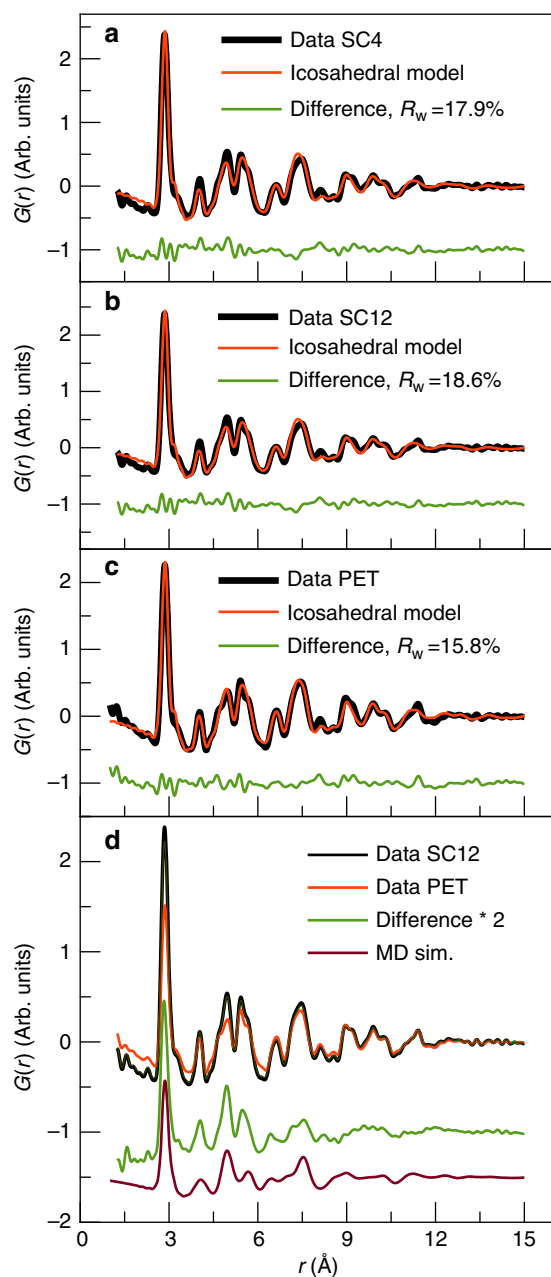 a
Data SC4
Icosahedral model
Difference, Rw =17.9%
G(r) (Arb. units)
2
1
0
−1
b
Data SC12
Icosahedral model
Difference, Rw =18.6%
G(r) (Arb. units)
2
1
0
−1
c
Data PET
Icosahedral model
Difference, Rw =15.8%
G(r) (Arb. units)
2
1
0
−1
d
Data SC12
Data PET
Difference * 2
MD sim.
G(r) (Arb. units)
2
1
0
−1
−2
0 3 6 9 12 15
r (Å)